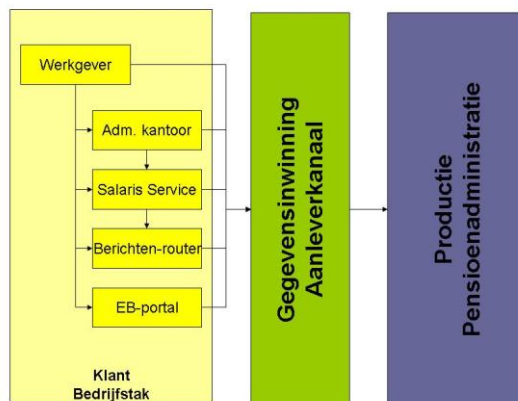 Werkgever
Adm. kantoor
Salaris Service
Berichten-router
EB-portal
Klant
Bedrijfstak
Gegevensinwinning
Aanleverkanaal
Productie
Pensioenadministratie